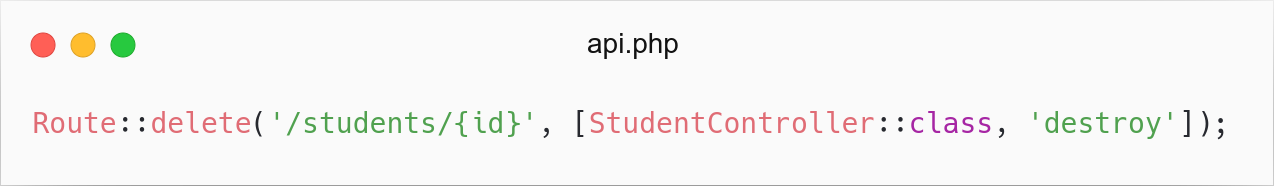 api.php
Route::delete('/students/{id}', [StudentController::class, 'destroy']);